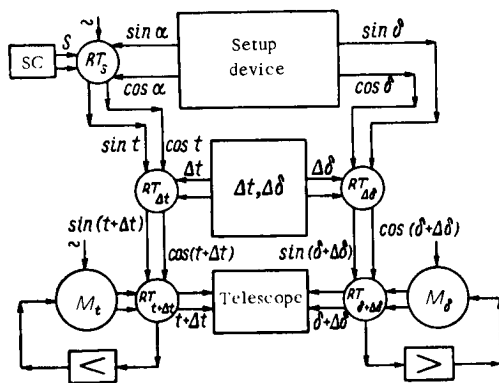 ~
sin α
Setup
device
sin δ
SC
S
RT_S
cos α
cos δ
sin t
cos t
Δt
Δt, Δδ
Δδ
RT_Δt
RT_Δδ
sin(t+Δt)
~
cos(t+Δt)
sin(δ+Δδ)
cos(δ+Δδ)
M_t
RT_t+Δt
Telescope
RT_δ+Δδ
M_δ
t+Δt
δ+Δδ
<
>